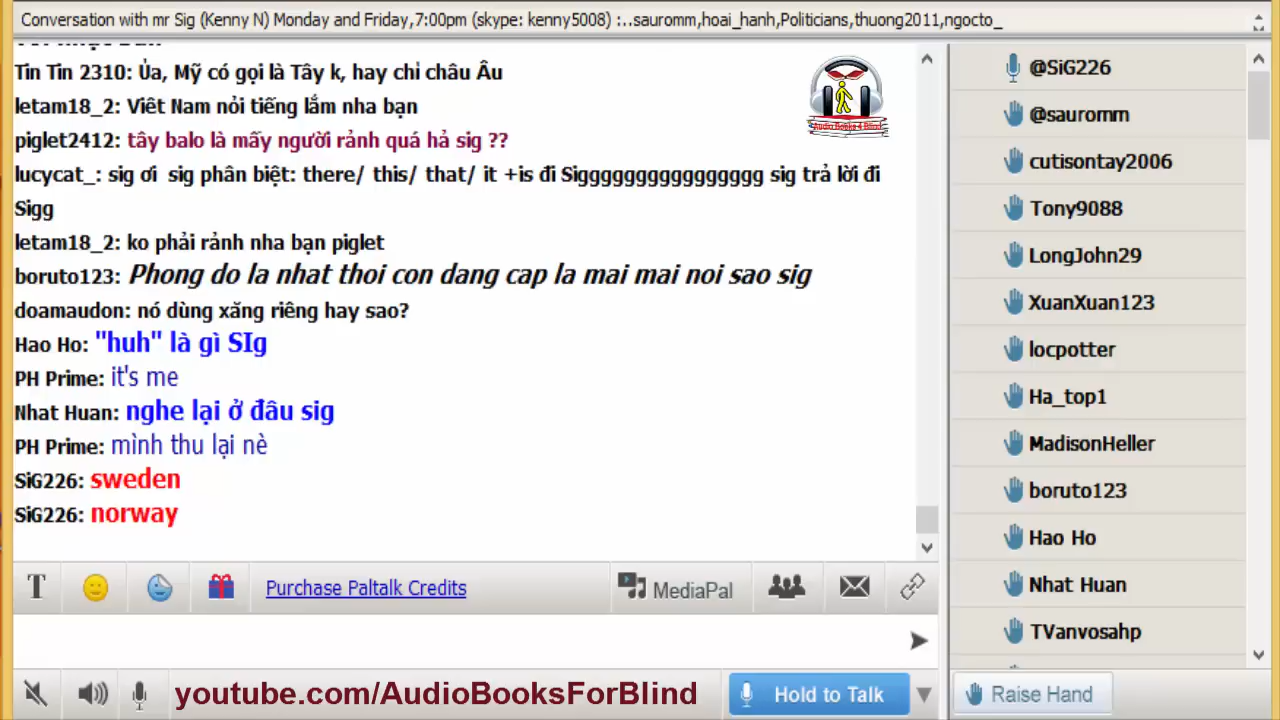 Conversation with mr Sig (Kenny N) Monday and Friday,7:00pm (skype: kenny5008) :..sauromm,hoai_hanh,Politicians,thuong2011,ngocto_
Tin Tin 2310: Ủa, Mỹ có gọi là Tây k, hay chỉ châu Âu
letam18_2: Viêt Nam nỏi tiếng lắm nha bạn
piglet2412: tây balo là mấy người rảnh quá hả sig ??
lucycat_: sig ơi sig phân biệt: there/ this/ that/ it +is đi Sigggggggggggggggg sig trả lời đi
Sigg
letam18_2: ko phải rảnh nha bạn piglet
boruto123: Phong do la nhat thoi con dang cap la mai mai noi sao sig
doamaudon: nó dùng xăng riêng hay sao?
Hao Ho: "huh" là gì SIg
PH Prime: it's me
Nhat Huan: nghe lại ở đâu sig
PH Prime: mình thu lại nè
SiG226: sweden
SiG226: norway
Audio Books 4 Blind
@SiG226
@sauromm
cutisontay2006
Tony9088
LongJohn29
XuanXuan123
locpotter
Ha_top1
MadisonHeller
boruto123
Hao Ho
Nhat Huan
TVanvosahp
T
Purchase Paltalk Credits
MediaPal
youtube.com/AudioBooksForBlind
Hold to Talk
Raise Hand